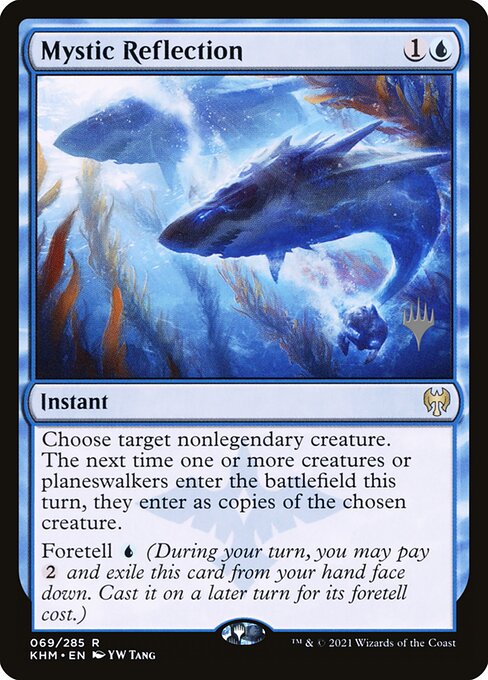 Mystic Reflection 1
Instant
Choose target nonlegendary creature.
The next time one or more creatures or
planeswalkers enter the battlefield this
turn, they enter as copies of the chosen
creature.
Foretell (During your turn, you may pay
2 and exile this card from your hand face
down. Cast it on a later turn for its foretell
cost.)
069/285 R
KHM • EN YW Tang
™ & © 2021 Wizards of the Coast